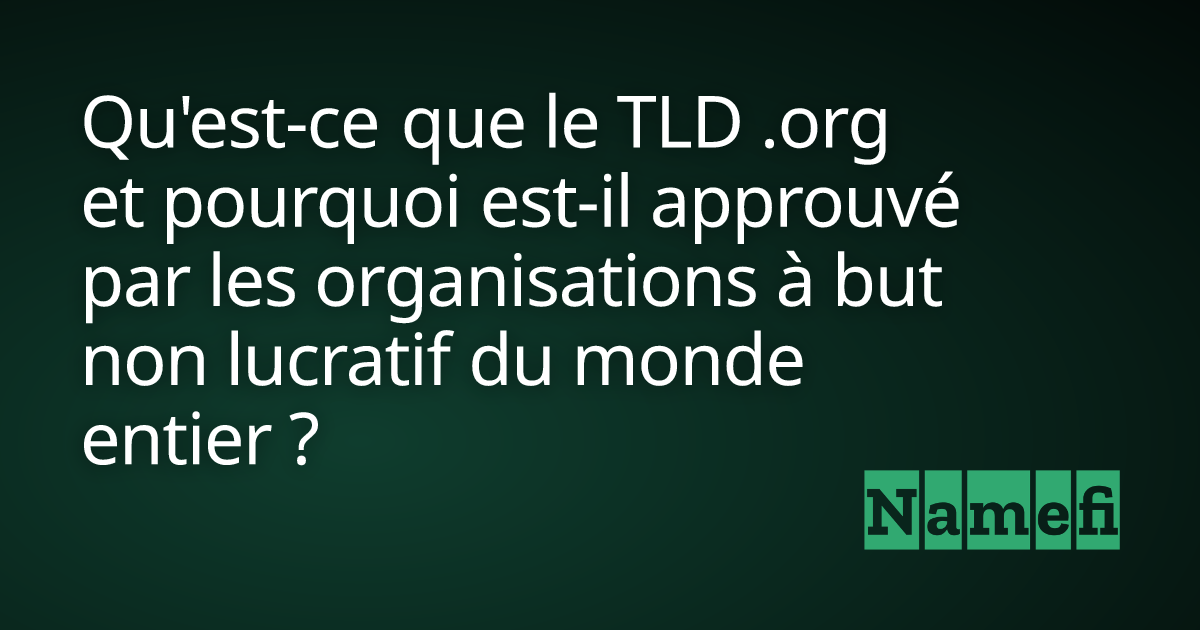 Qu'est-ce que le TLD .org
et pourquoi est-il approuvé
par les organisations à but
non lucratif du monde
entier ?
Namefi